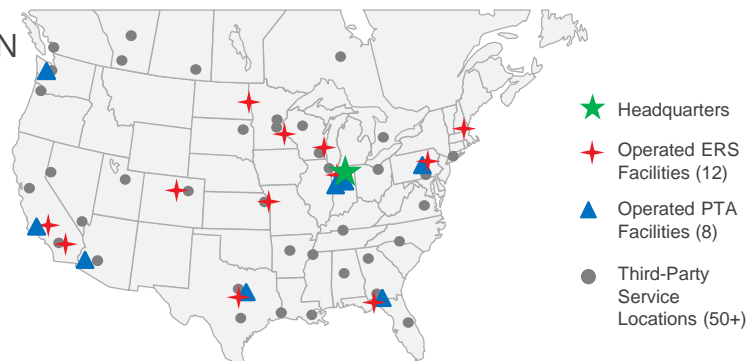 N
Headquarters
Operated ERS
Facilities (12)
Operated PTA
Facilities (8)
Third-Party
Service
Locations (50+)